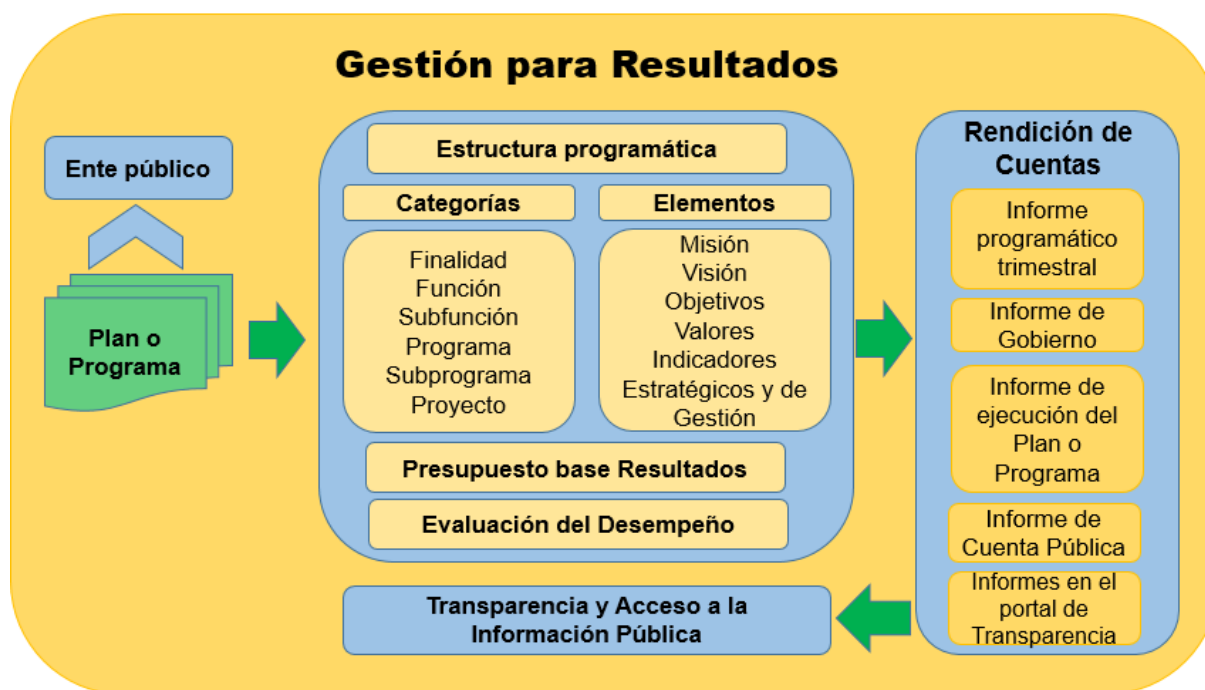 Gestión para Resultados
Ente público
Plan o
Programa
Estructura programática
Categorías
Finalidad
Función
Subfunción
Programa
Subprograma
Proyecto
Elementos
Misión
Visión
Objetivos
Valores
Indicadores
Estratégicos y de
Gestión
Presupuesto base Resultados
Evaluación del Desempeño
Rendición de
Cuentas
Informe
programático
trimestral
Informe de
Gobierno
Informe de
ejecución del
Plan o
Programa
Informe de
Cuenta Pública
Informes en el
portal de
Transparencia
Transparencia y Acceso a la
Información Pública